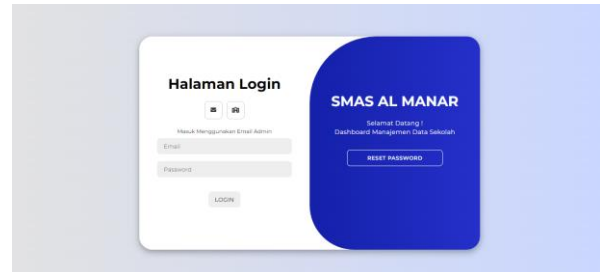 Halaman Login
Masuk Menggunakan Email Admin
Email
Password
LOGIN
SMAS AL MANAR
Selamat Datang !
Dashboard Manajemen Data Sekolah
RESET PASSWORD